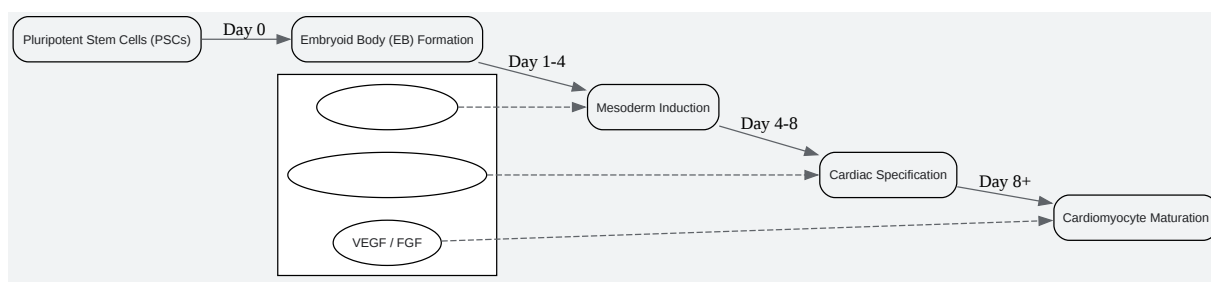 Pluripotent Stem Cells (PSCs)
Day 0
Embryoid Body (EB) Formation
Day 1-4
Mesoderm Induction
Day 4-8
Cardiac Specification
Day 8+
Cardiomyocyte Maturation
VEGF / FGF